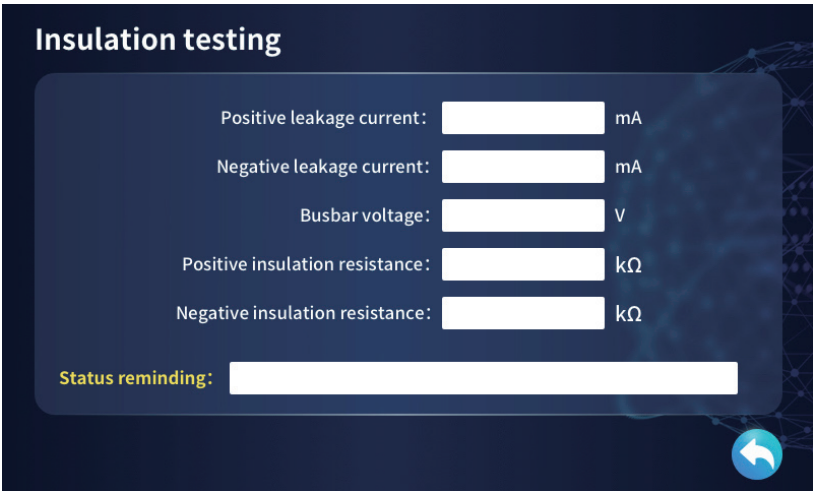 Insulation testing
Positive leakage current: mA
Negative leakage current: mA
Busbar voltage: V
Positive insulation resistance: kΩ
Negative insulation resistance: kΩ
Status reminding: